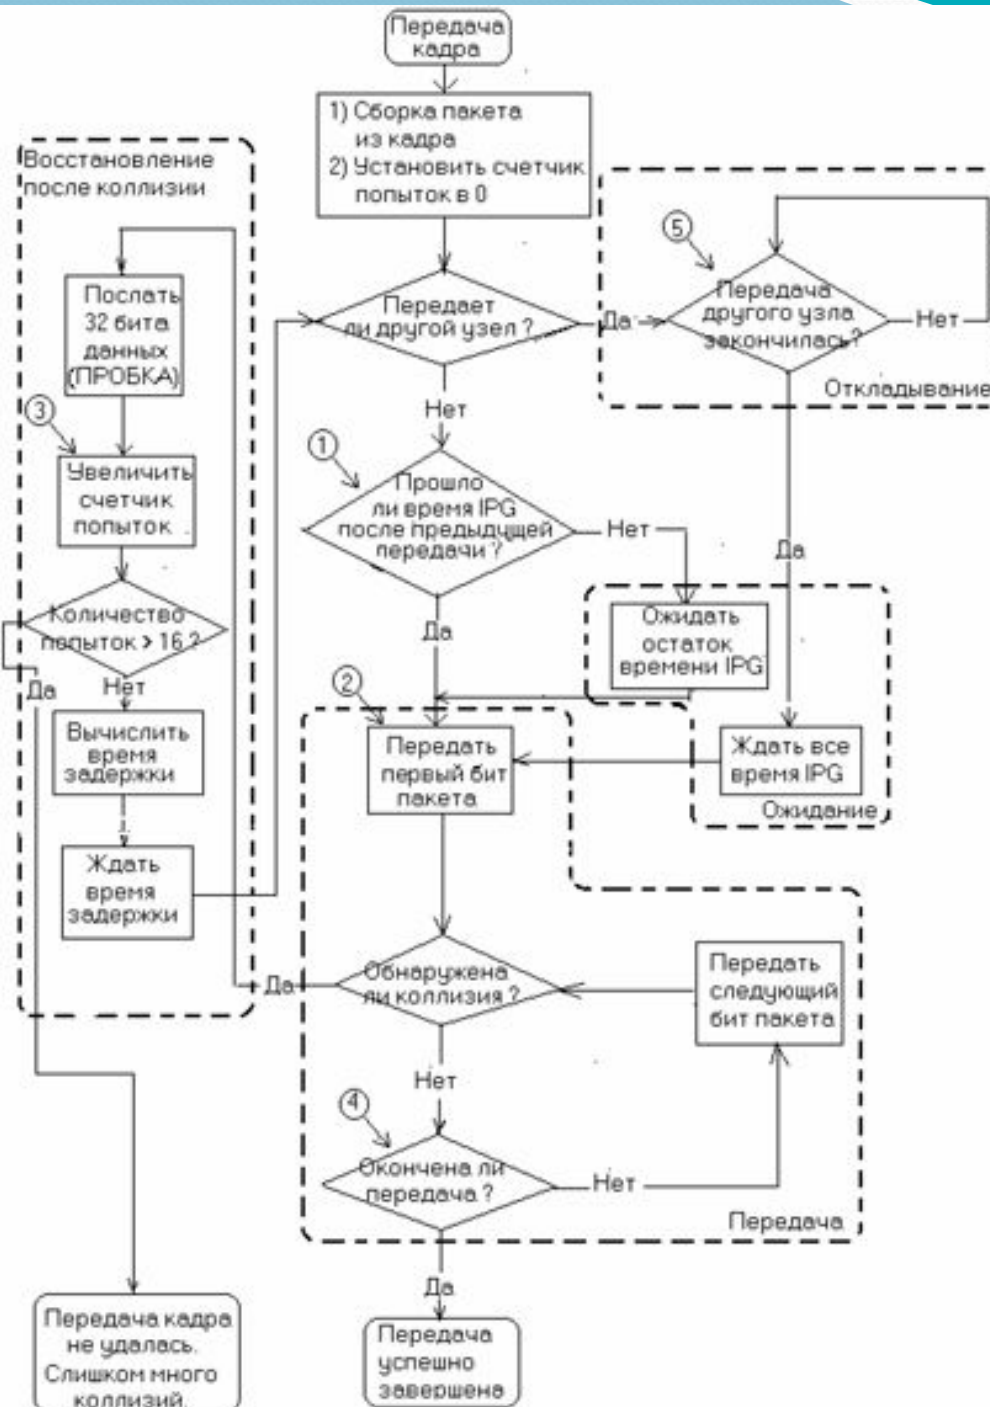 Передача
кадра
1) Сборка пакета
из кадра
2) Установить счетчик
попыток в 0
Восстановление
после коллизии
5
Послать
32 бита
данных
(ПРОБКА)
Передает
ли другой узел ?
Да
Передача
другого узла
закончилась?
Нет
Откладывание
Нет
3
Увеличить
счетчик
попыток
1
Прошло
ли время IPG
после предыдущей
передачи ?
Нет
Да
Количество
попыток > 16 ?
Да
Нет
Да
Ожидать
остаток
времени IPG
2
Вычислить
время
задержки
Передать
первый бит
пакета
Ждать все
время IPG
Ожидание
Ждать
время
задержки
Обнаружена
ли коллизия ?
Да
Передать
следующий
бит пакета
Нет
4
Окончена ли
передача ?
Нет
Передача
Да
Передача кадра
не удалась.
Слишком много
коллизий.
Передача
успешно
завершена